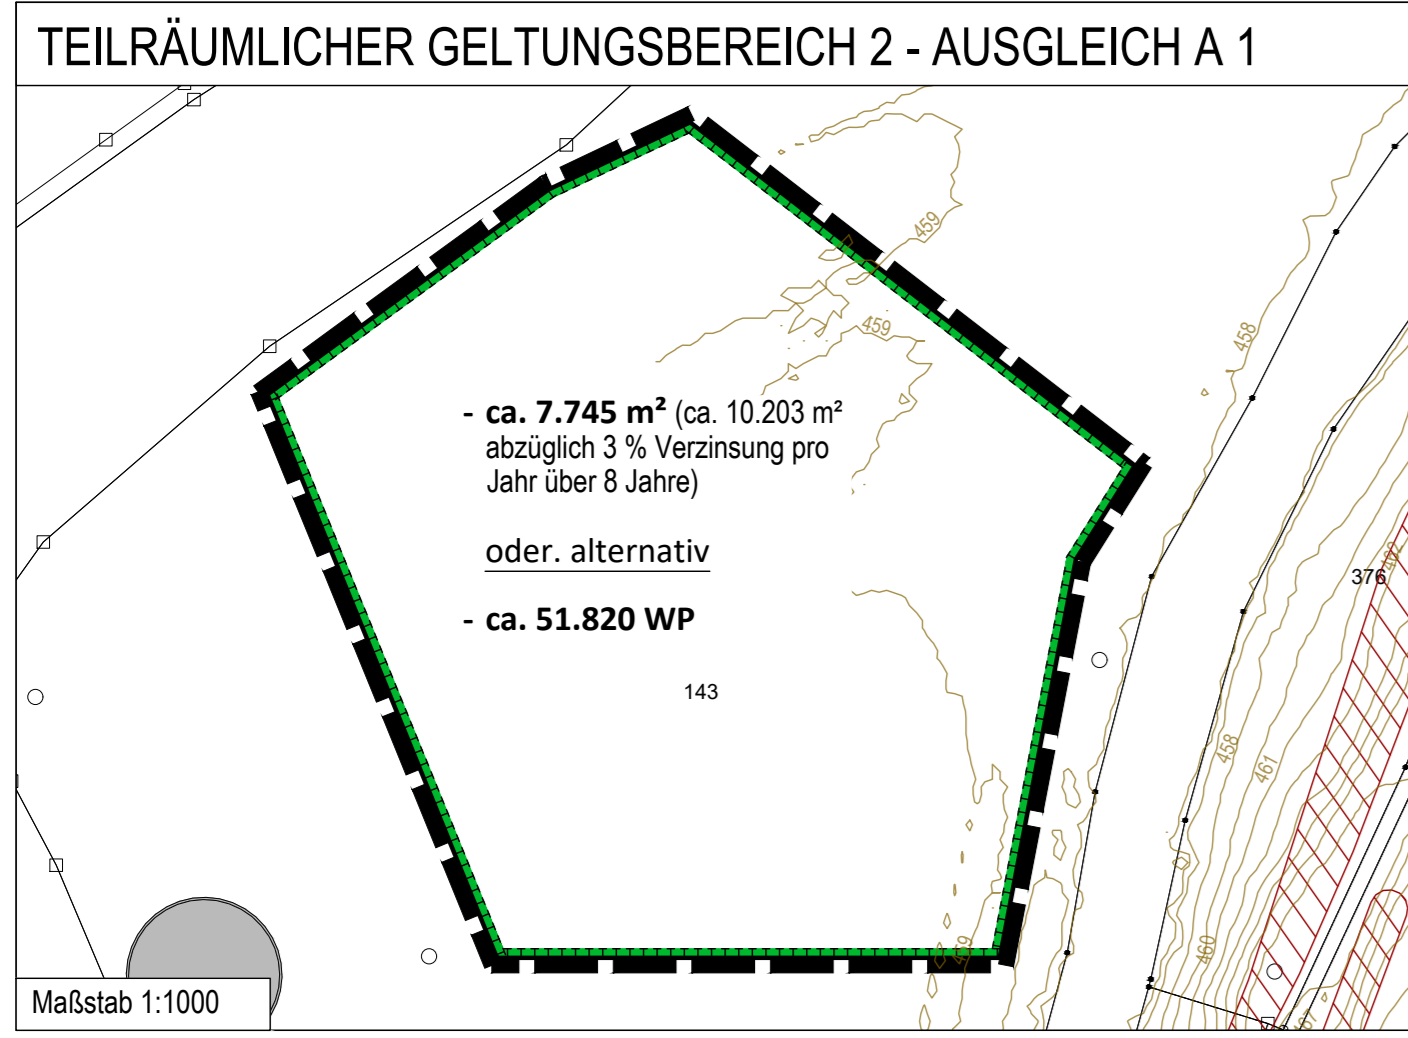 TEILRÄUMLICHER GELTUNGSBEREICH 2 - AUSGLEICH A 1
459
459
458
- ca. 7.745 m² (ca. 10.203 m²
abzüglich 3 % Verzinsung pro
Jahr über 8 Jahre)
oder. alternativ
- ca. 51.820 WP
462
376
143
458
461
459
460
Maßstab 1:1000
467